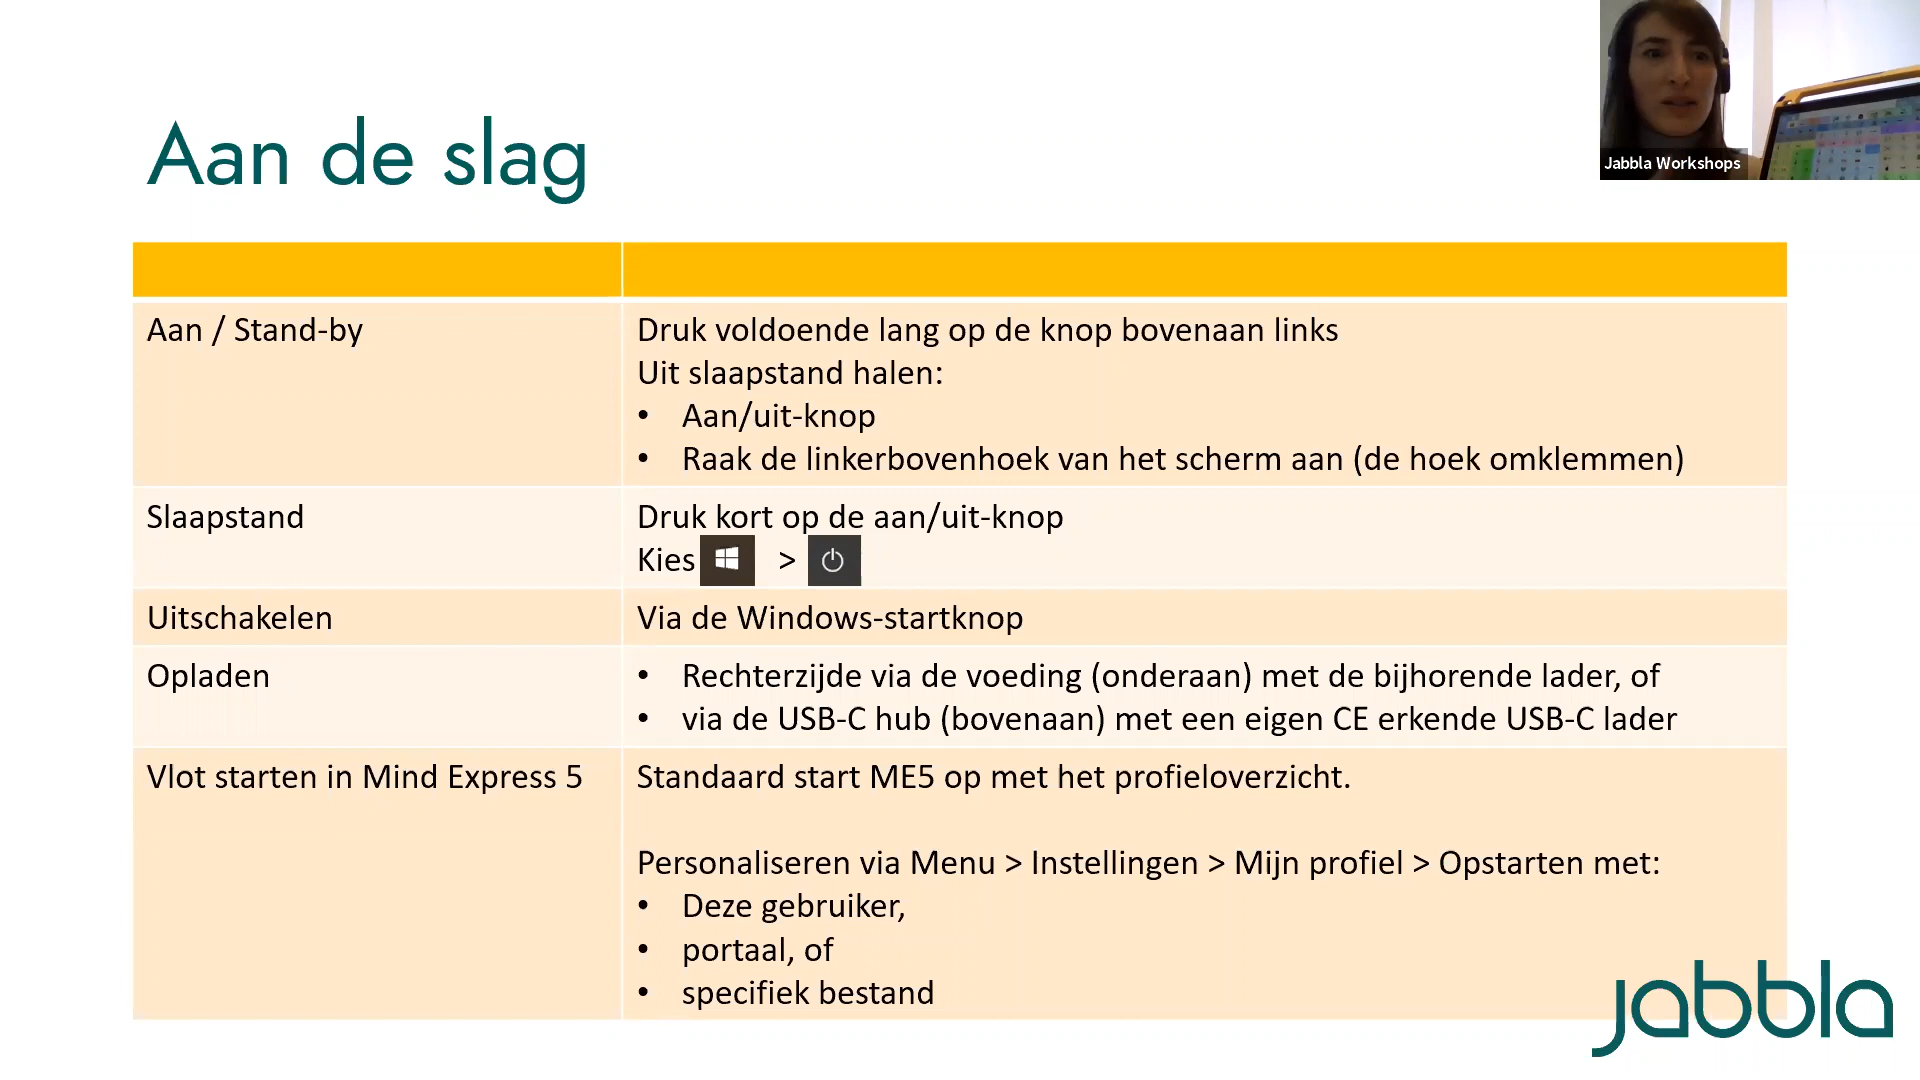 Jabbla Workshops
Aan de slag
Aan / Stand-by
Druk voldoende lang op de knop bovenaan links
Uit slaapstand halen:
• Aan/uit-knop
• Raak de linkerbovenhoek van het scherm aan (de hoek omklemmen)
Slaapstand
Druk kort op de aan/uit-knop
Kies >
Uitschakelen
Via de Windows-startknop
Opladen
• Rechterzijde via de voeding (onderaan) met de bijhorende lader, of
• via de USB-C hub (bovenaan) met een eigen CE erkende USB-C lader
Vlot starten in Mind Express 5
Standaard start ME5 op met het profieloverzicht.
Personaliseren via Menu > Instellingen > Mijn profiel > Opstarten met:
• Deze gebruiker,
• portaal, of
• specifiek bestand
jabbla